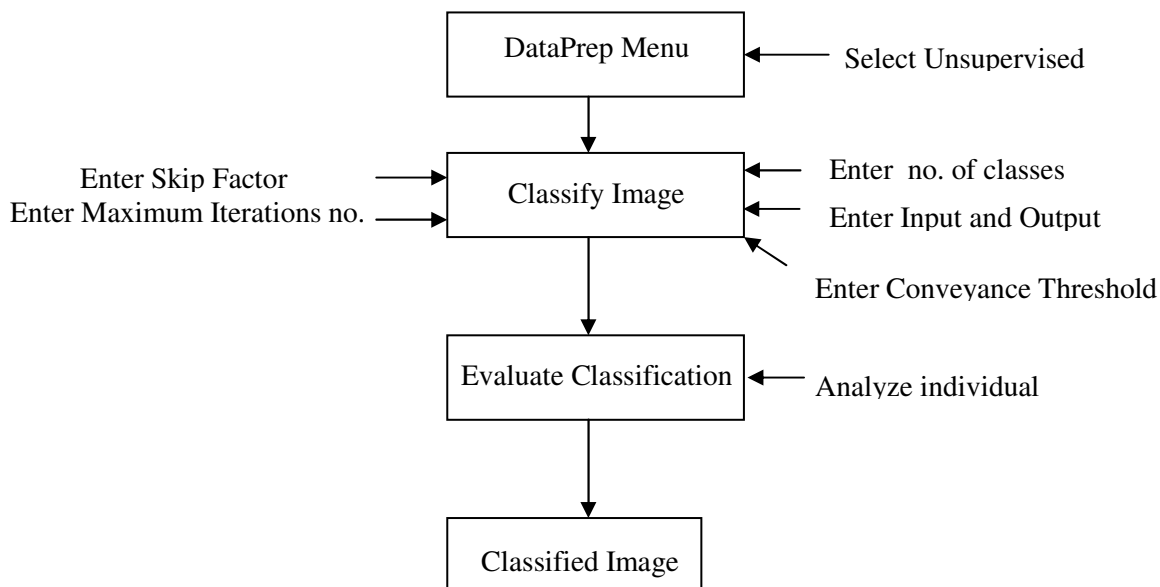 DataPrep Menu
Select Unsupervised
Enter Skip Factor
Enter Maximum Iterations no.
Classify Image
Enter no. of classes
Enter Input and Output
Enter Conveyance Threshold
Evaluate Classification
Analyze individual
Classified Image